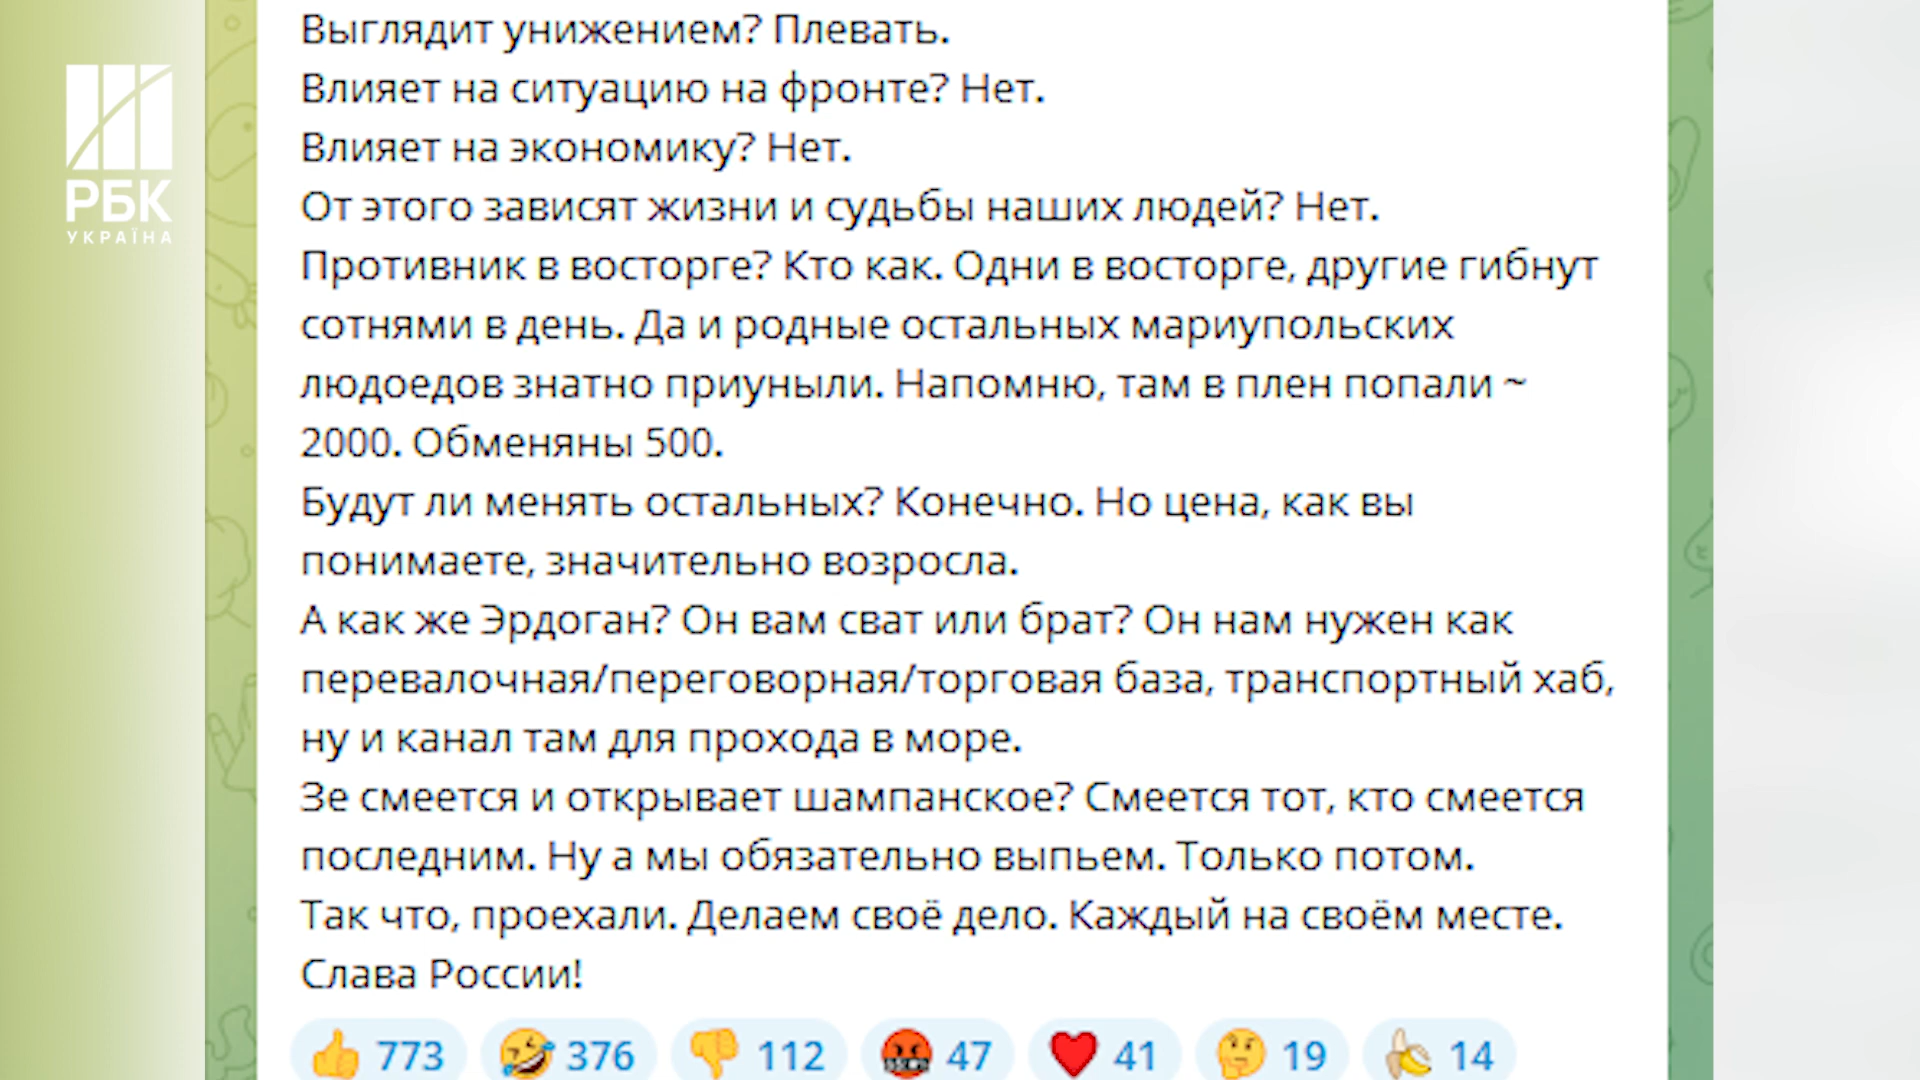 РБК
УКРАЇНА
Выглядит унижением? Плевать.
Влияет на ситуацию на фронте? Нет.
Влияет на экономику? Нет.
От этого зависят жизни и судьбы наших людей? Нет.
Противник в восторге? Кто как. Одни в восторге, другие гибнут
сотнями в день. Да и родные остальных мариупольских
людоедов знатно приуныли. Напомню, там в плен попали ~
2000. Обменяны 500.
Будут ли менять остальных? Конечно. Но цена, как вы
понимаете, значительно возросла.
А как же Эрдоган? Он вам сват или брат? Он нам нужен как
перевалочная/переговорная/торговая база, транспортный хаб,
ну и канал там для прохода в море.
Зе смеется и открывает шампанское? Смеется тот, кто смеется
последним. Ну а мы обязательно выпьем. Только потом.
Так что, проехали. Делаем своё дело. Каждый на своём месте.
Слава России!
773 376 112 47 41 19 14